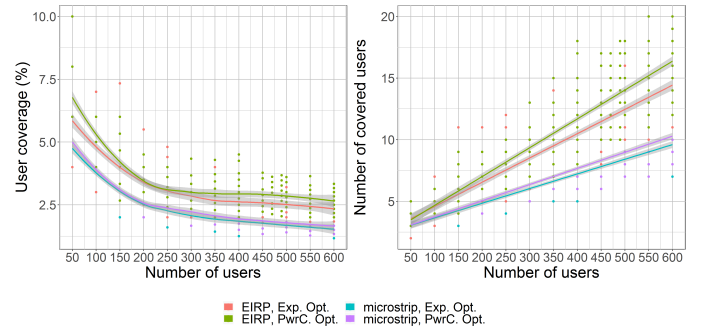 User coverage (%)
10.0
7.5
5.0
2.5
50 100 150 200 250 300 350 400 450 500 550 600
Number of users
Number of covered users
20
15
10
5
50 100 150 200 250 300 350 400 450 500 550 600
Number of users
EIRP, Exp. Opt. microstrip, Exp. Opt.
EIRP, PwrC. Opt. microstrip, PwrC. Opt.